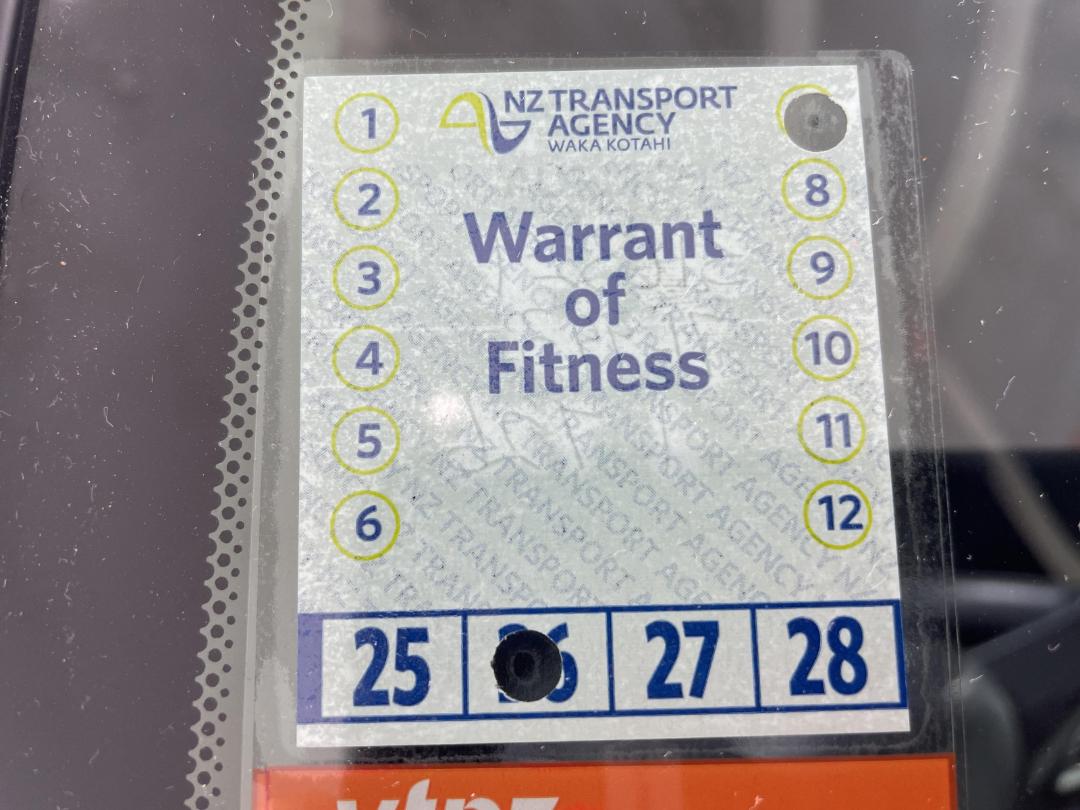 NZ TRANSPORT
AGENCY
WAKA KOTAHI
Warrant
of
Fitness
1
2
3
4
5
6
8
9
10
11
12
25
27
28
vtnz